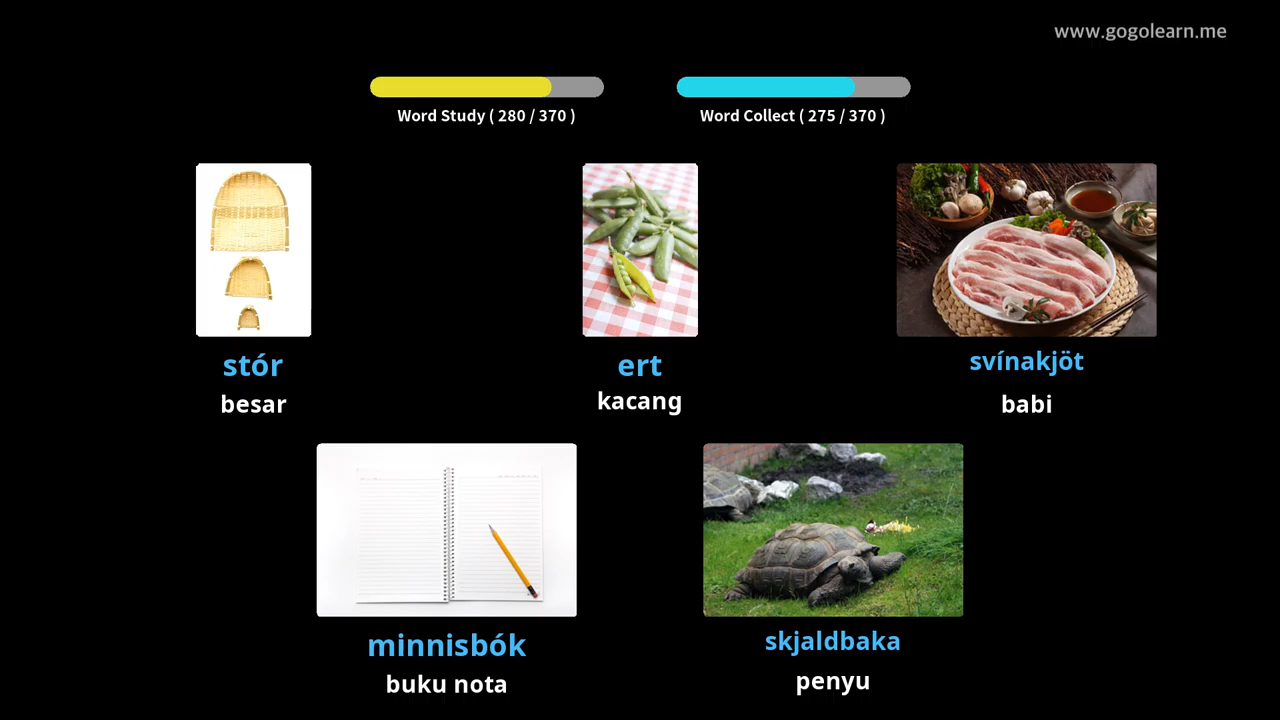 www.gogolearn.me
Word Study ( 280 / 370 )
Word Collect ( 275 / 370 )
stór
ert
svínakjöt
besar
kacang
babi
minnisbók
skjaldbaka
buku nota
penyu